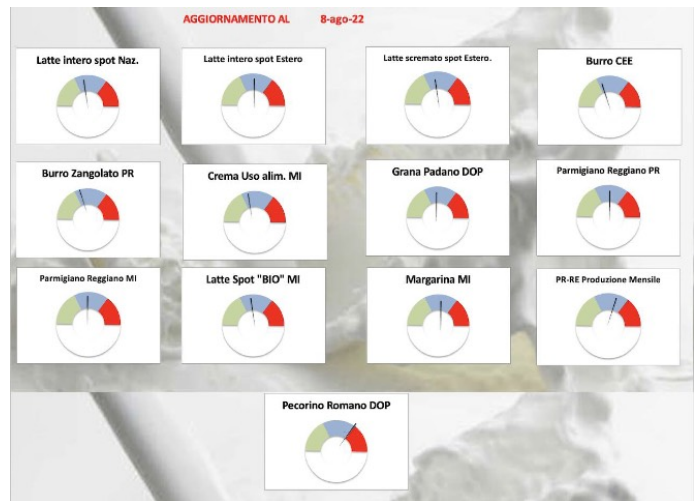 AGGIORNAMENTO AL 8-ago-22
Latte intero spot Naz.
Latte intero spot Estero
Latte scremato spot Estero.
Burro CEE
Burro Zangolato PR
Crema Uso alim. MI
Grana Padano DOP
Parmigiano Reggiano PR
Parmigiano Reggiano MI
Latte Spot "BIO" MI
Margarina MI
PR-RE Produzione Mensile
Pecorino Romano DOP